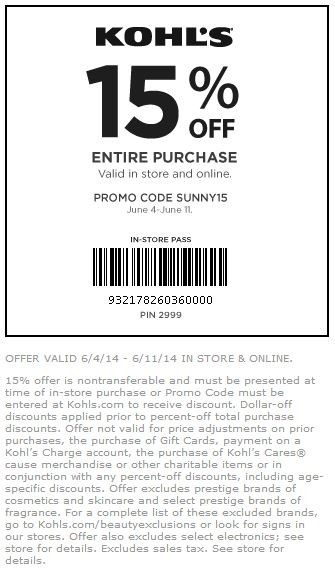 KOHL'S
15% OFF
ENTIRE PURCHASE
Valid in store and online.
PROMO CODE SUNNY15
June 4-June 11.
IN-STORE PASS
932178260360000
PIN 2999
OFFER VALID 6/4/14 - 6/11/14 IN STORE & ONLINE.
15% offer is nontransferable and must be presented at
time of in-store purchase or Promo Code must be
entered at Kohls.com to receive discount. Dollar-off
discounts applied prior to percent-off total purchase
discounts. Offer not valid for price adjustments on prior
purchases, the purchase of Gift Cards, payment on a
Kohl's Charge account, the purchase of Kohl's Cares®
cause merchandise or other charitable items or in
conjunction with any percent-off discounts, including age-
specific discounts. Offer excludes prestige brands of
cosmetics and skincare and select prestige brands of
fragrance. For a complete list of these excluded brands,
go to Kohls.com/beautyexclusions or look for signs in
our stores. Offer also excludes select electronics; see
store for details. Excludes sales tax. See store for
details.